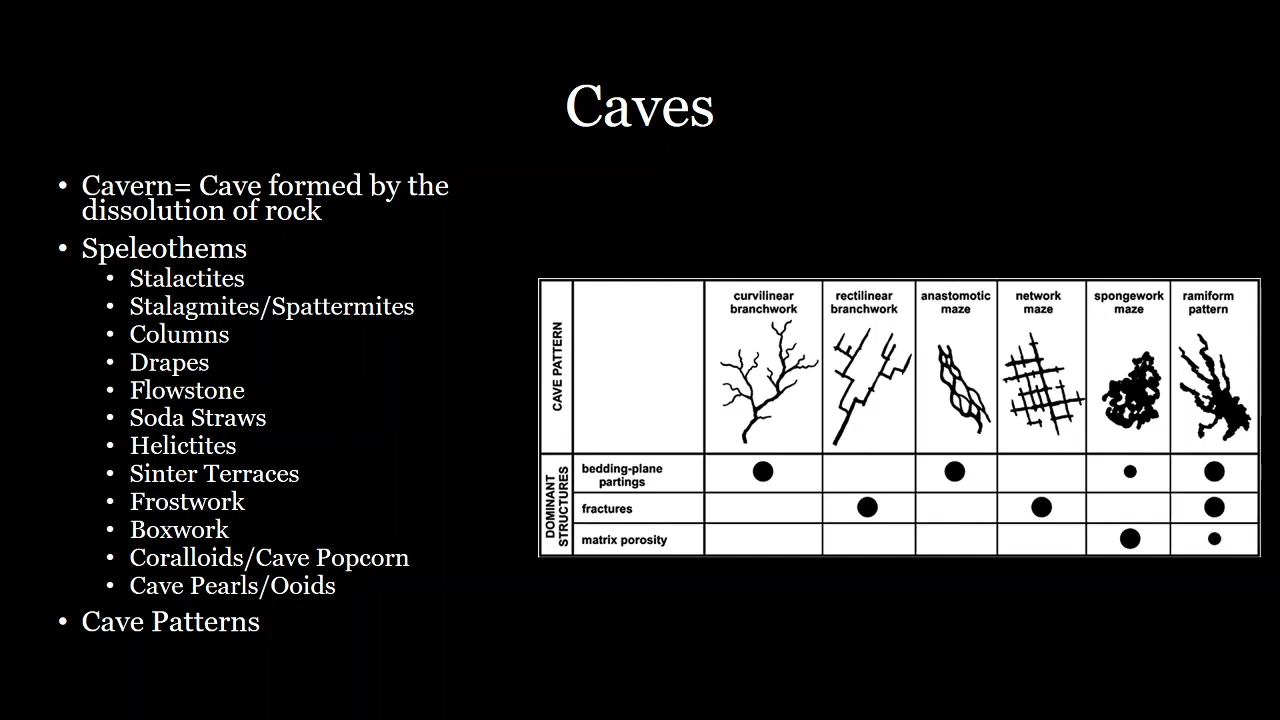 Caves
• Cavern= Cave formed by the
dissolution of rock
• Speleothems
• Stalactites
• Stalagmites/Spattermites
• Columns
• Drapes
• Flowstone
• Soda Straws
• Helictites
• Sinter Terraces
• Frostwork
• Boxwork
• Coralloids/Cave Popcorn
• Cave Pearls/Ooids
• Cave Patterns
CAVE PATTERN
curvilinear
branchwork
rectilinear
branchwork
anastomotic
maze
network
maze
spongework
maze
ramiform
pattern
DOMINANT
STRUCTURES
bedding-plane
partings
fractures
matrix porosity